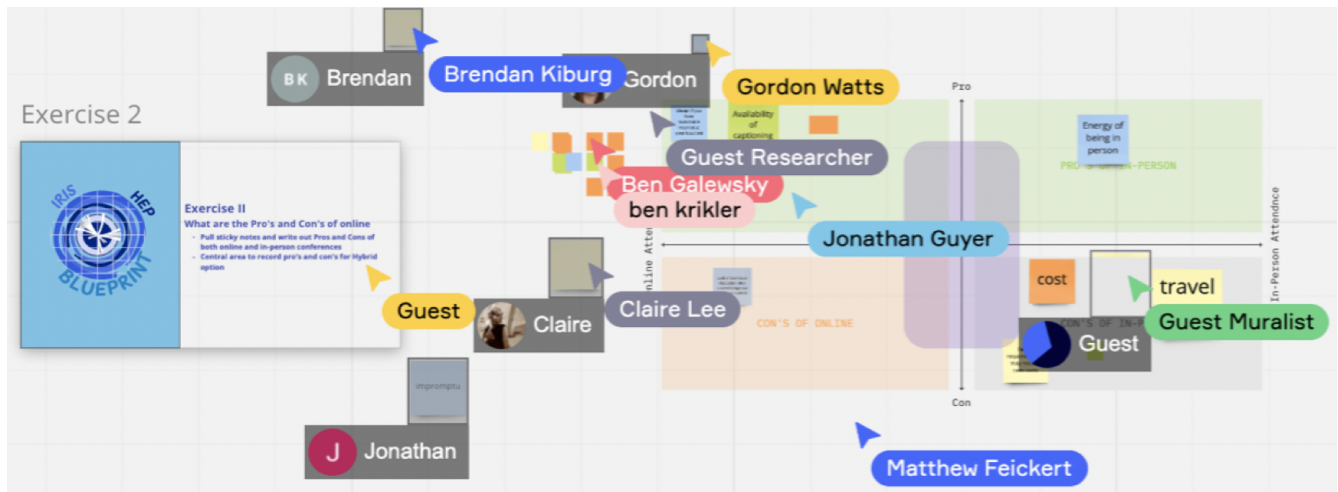 BK
Brendan
Brendan Kiburg
Gordon
Gordon Watts
Exercise 2
Pro
Availability
of
captioning
Energy of
being in
person
Guest Researcher
Ben Galewsky
ben krikler
Jonathan Guyer
IRIS
HEP
BLUEPRINT
Exercise II
What are the Pro's and Con's of online
- Pull sticky notes and write out Pros and Cons of
both online and in-person conferences
- Central area to record pro's and con's for Hybrid
option
In-Person Attendnce
Guest
Claire
Claire Lee
CON'S OF ONLINE
cost
travel
Guest Muralist
CON'S OF IN-P
Guest
impromptu
J
Jonathan
Con
Matthew Feickert